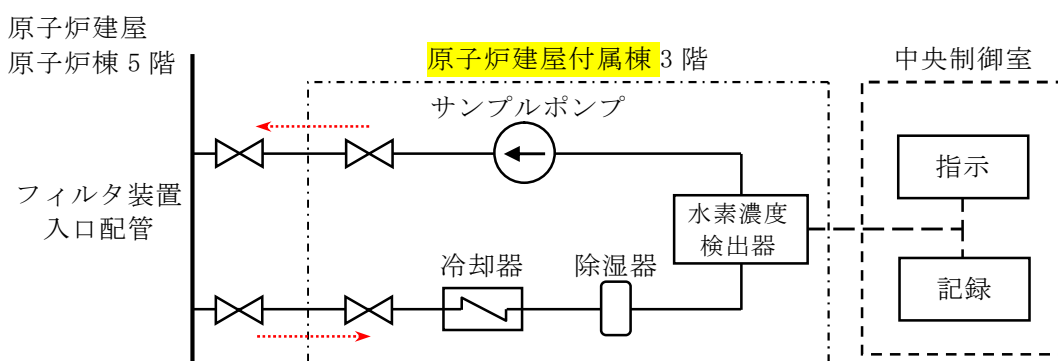 原子炉建屋
原子炉棟 5 階
原子炉建屋付属棟 3 階
中央制御室
サンプルポンプ
指示
フィルタ装置
入口配管
水素濃度
検出器
冷却器
除湿器
記録